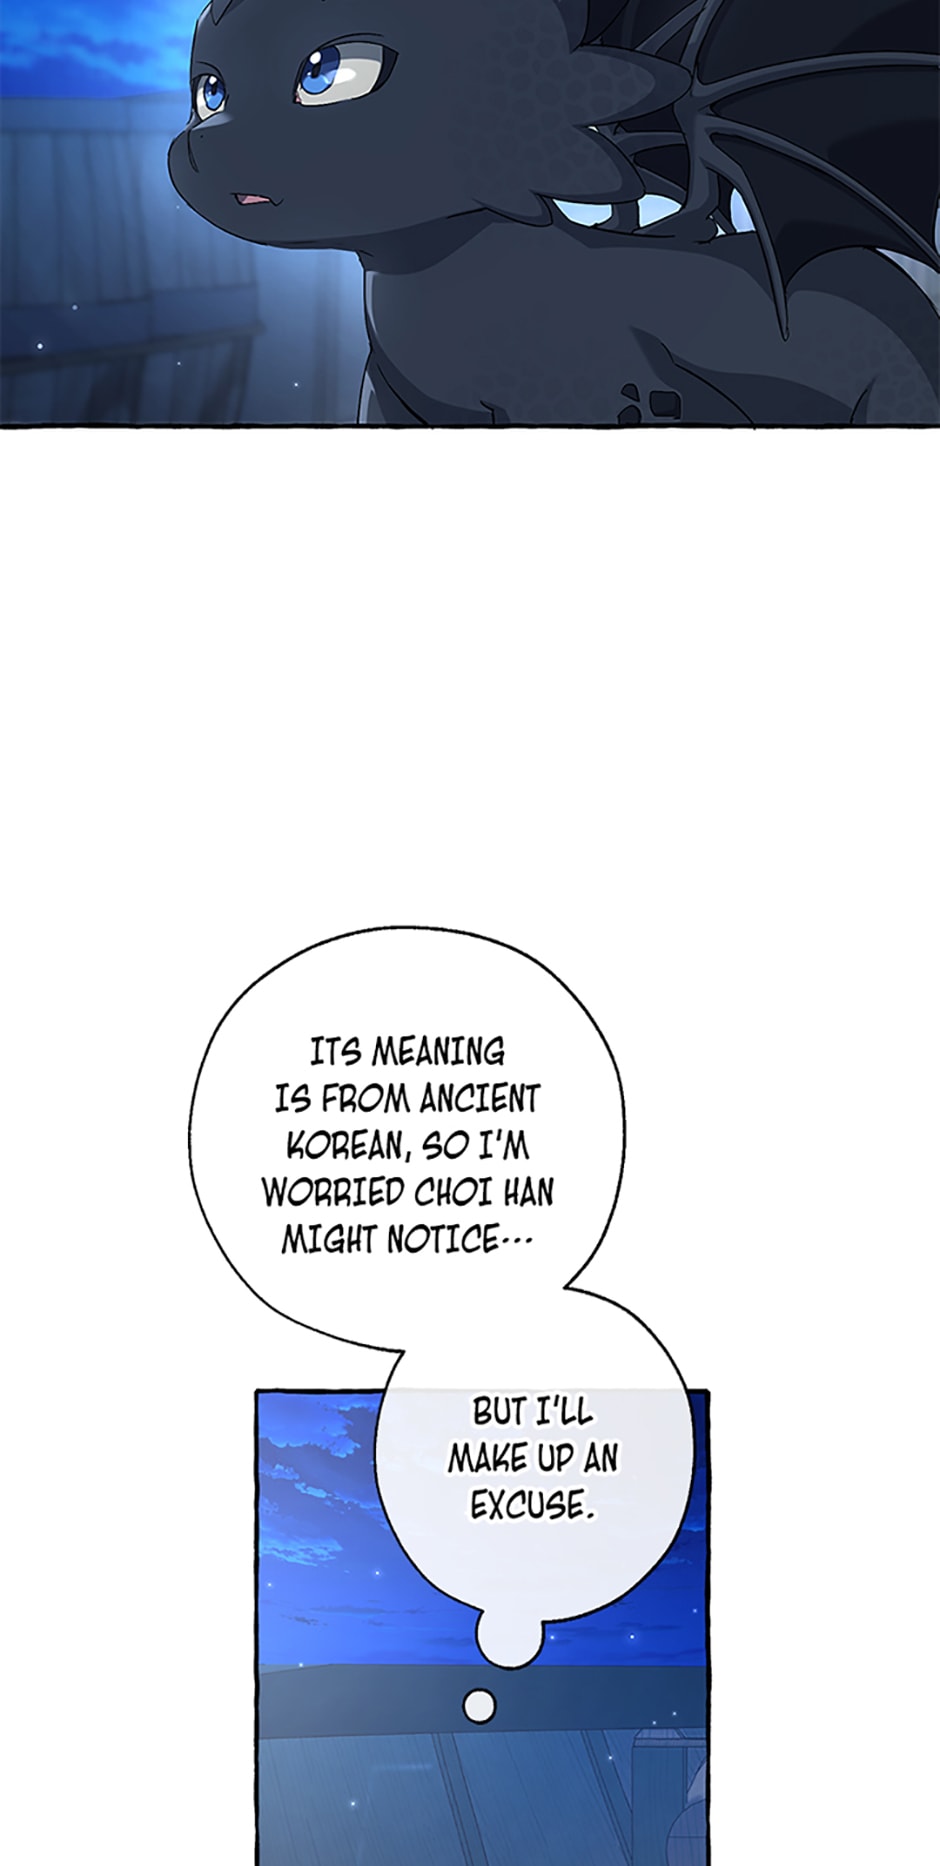 ITS MEANING
IS FROM ANCIENT
KOREAN, SO I'M
WORRIED CHOI HAN
MIGHT NOTICE...
BUT I'LL
MAKE UP AN
EXCUSE.